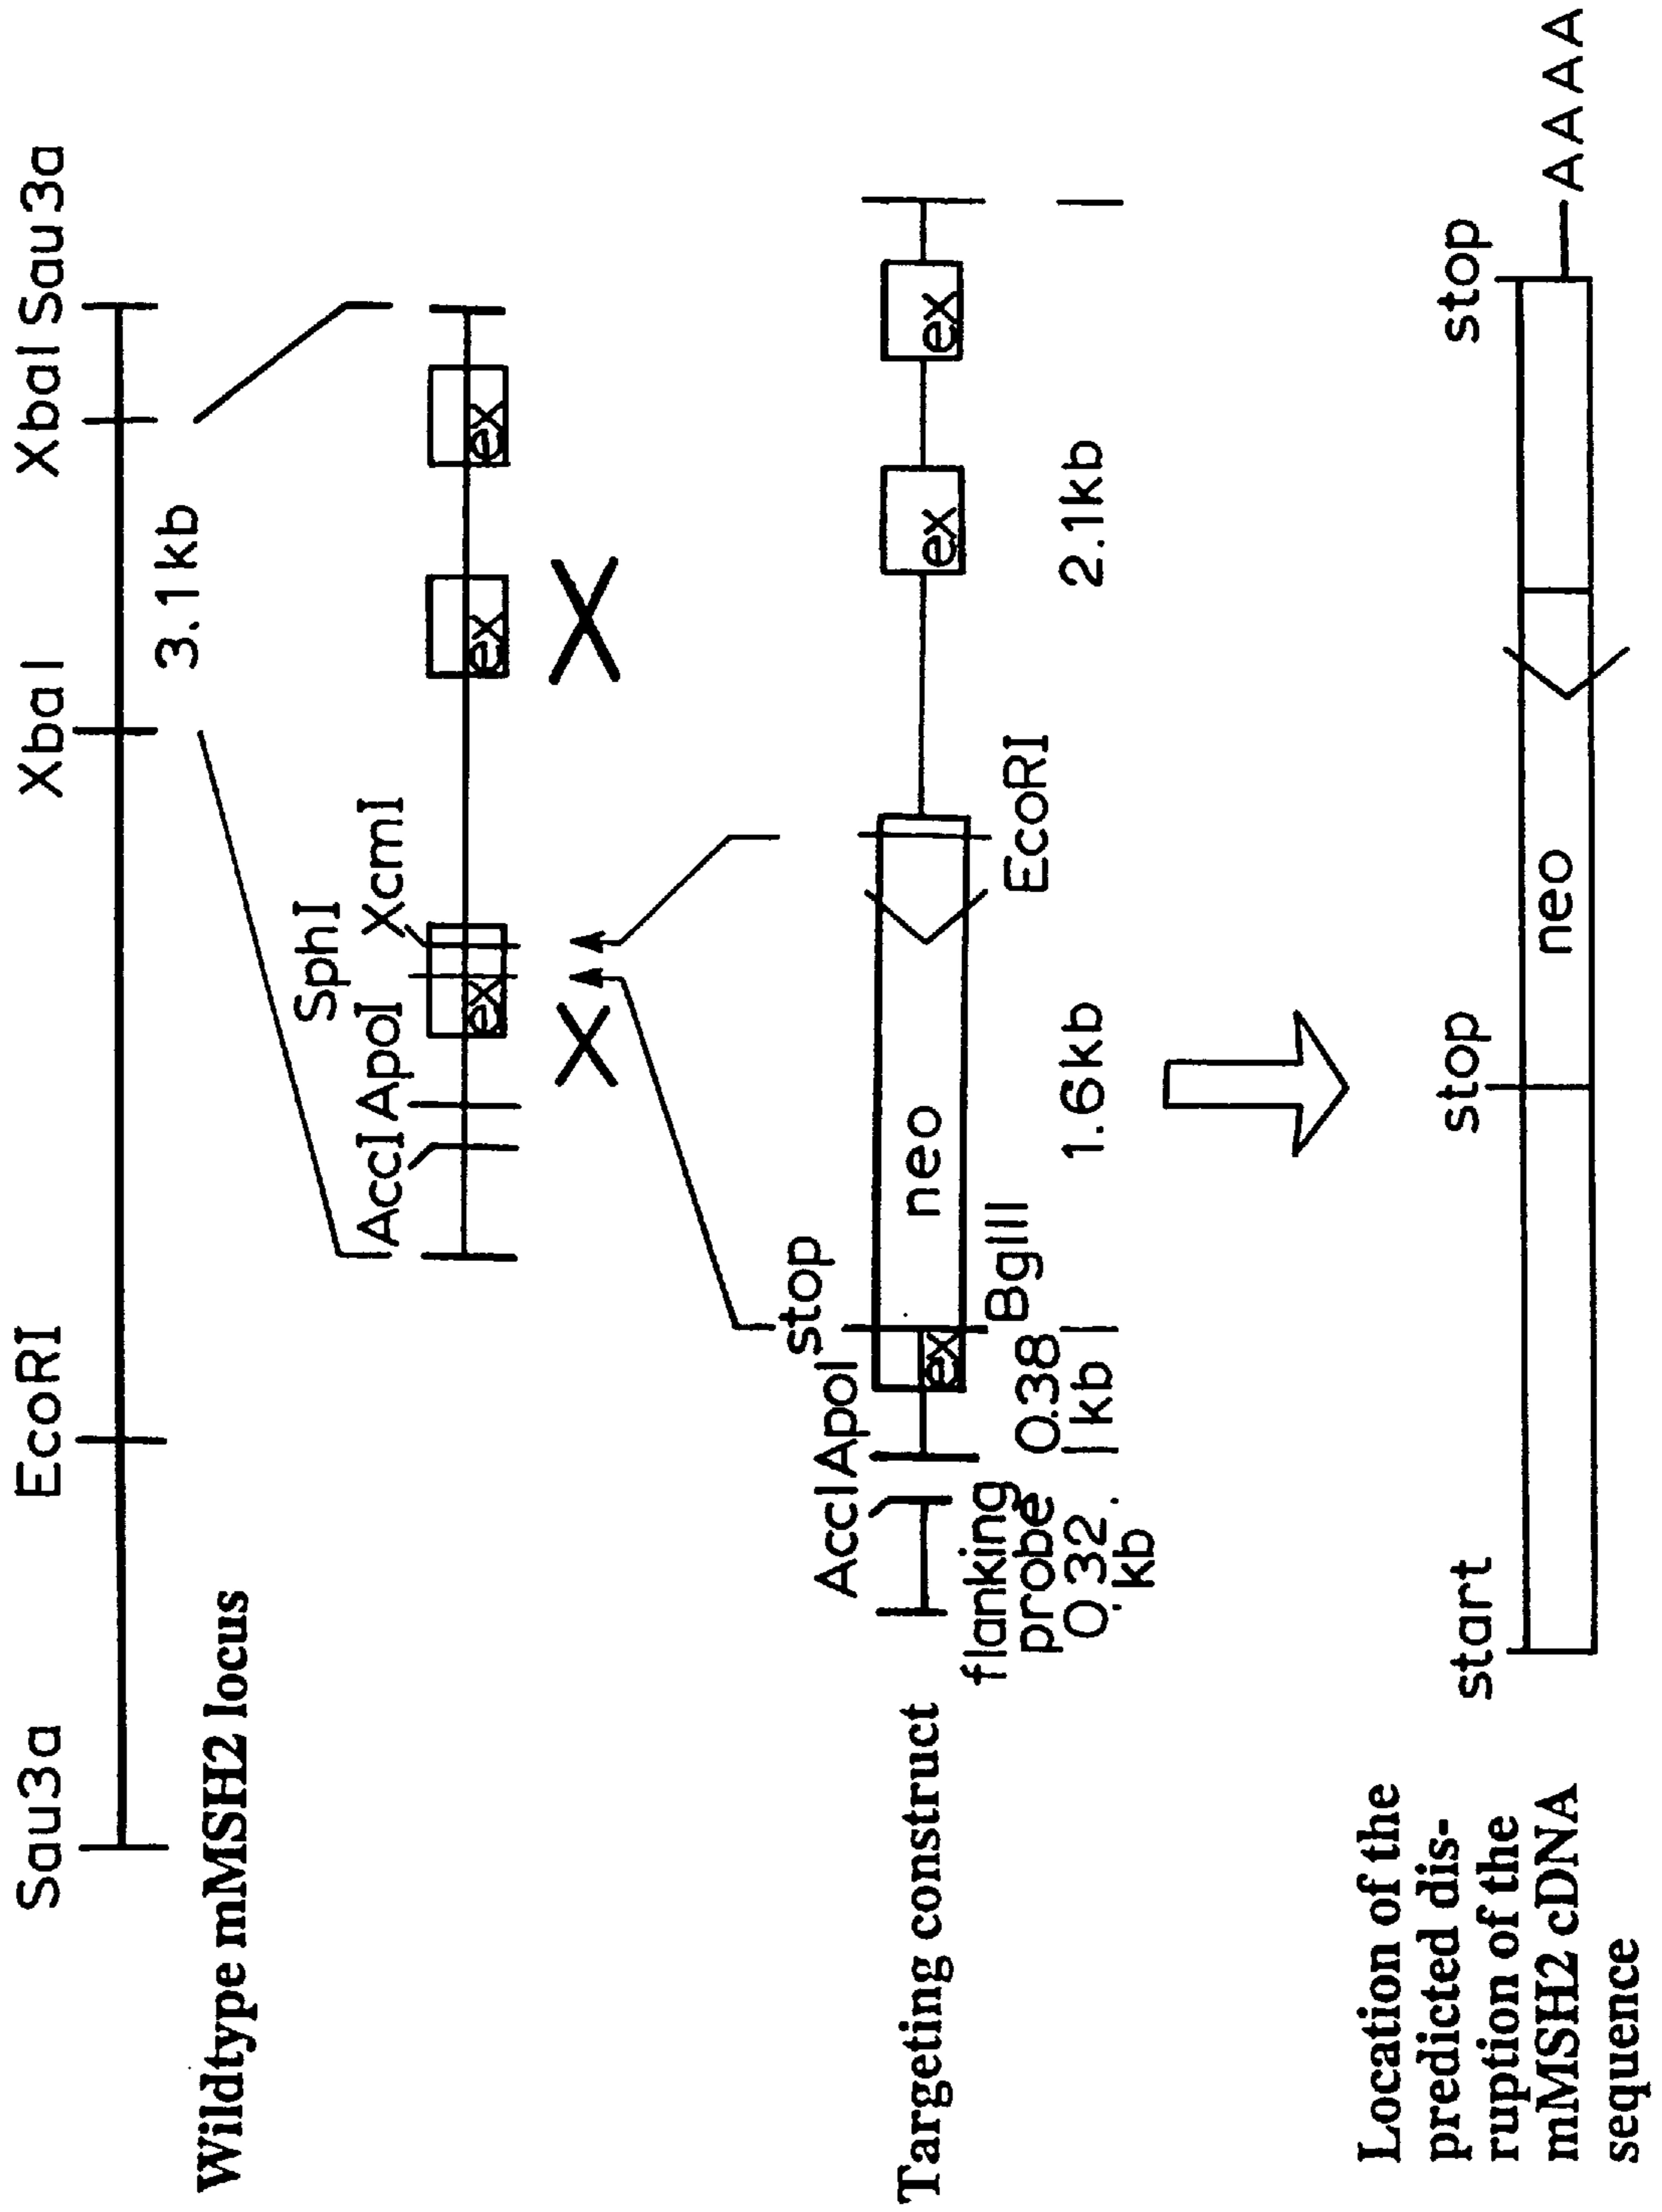 Sau3a EcoRI XbaI XbaI Sau3a
Wildtype mMSH2 locus
3.1kb
SphI
AccI ApoI XcmI
ex ex ex
X X
stop
AccI ApoI
Targeting construct
ex neo ex ex
BglII EcoRI
flanking
probe 0.38
0.32 kb 1.6kb 2.1kb
kb
start stop stop
Location of the
predicted dis-
ruption of the
mMSH2 cDNA
sequence
neo AAAA